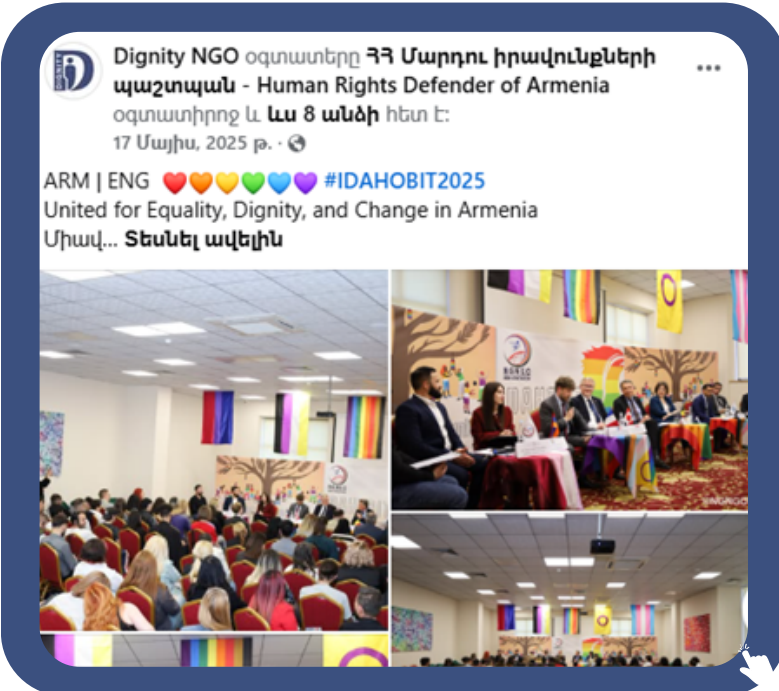 Dignity NGO օգտատերը ՀՀ Մարդու իրավունքների
պաշտպան - Human Rights Defender of Armenia
օգտատիրոջ և ևս 8 անձի հետ է:
17 Մայիս, 2025 թ. ·
ARM | ENG ❤️🧡💛💚💙💜 #IDAHOBIT2025
United for Equality, Dignity, and Change in Armenia
Միավ... Տեսնել ավելին
DIGNITY